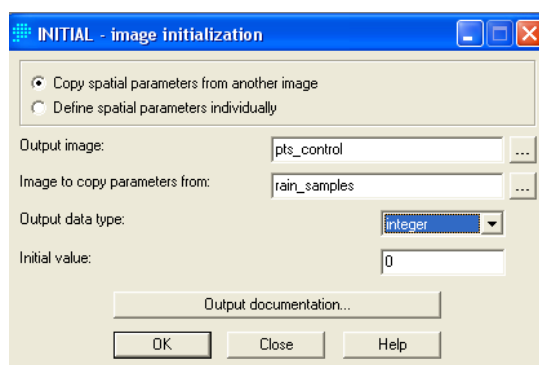 INITIAL - image initialization
Copy spatial parameters from another image
Define spatial parameters individually
Output image: pts_control ...
Image to copy parameters from: rain_samples ...
Output data type: integer
Initial value: 0
Output documentation...
OK Close Help